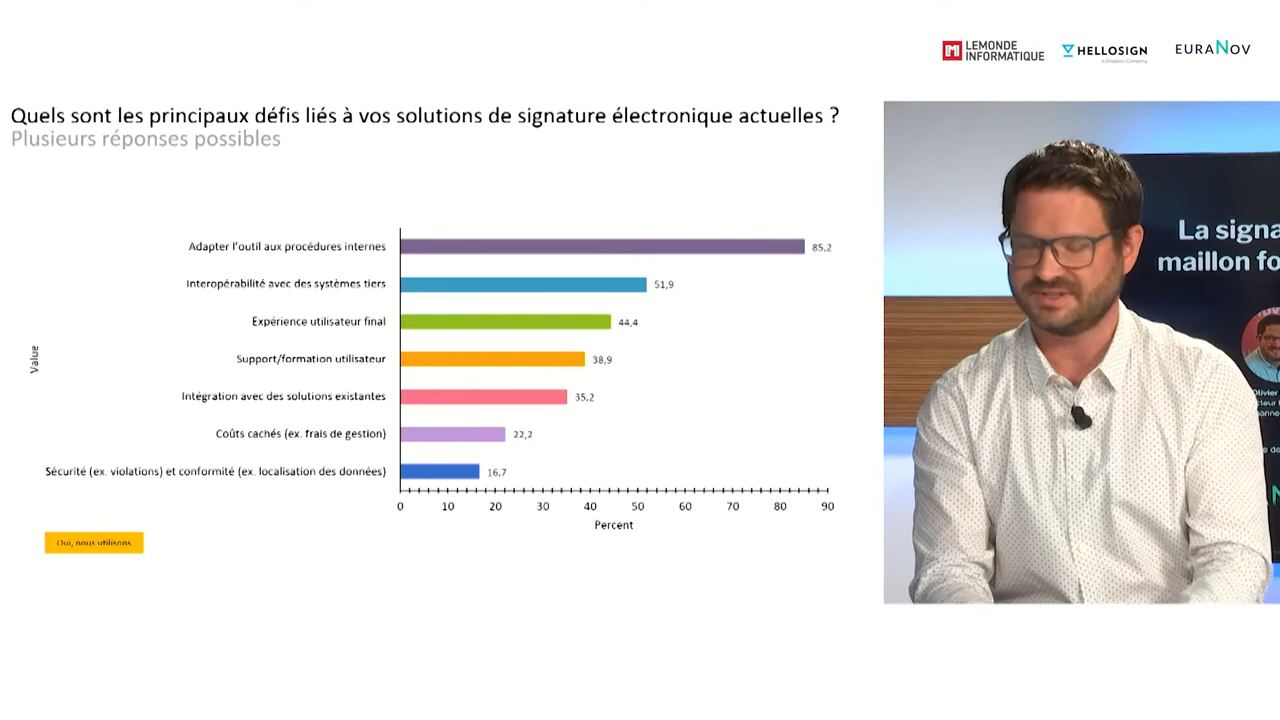 LEMONDE
INFORMATIQUE
HELLOSIGN
a Dropbox Company
EURANOV
Quels sont les principaux défis liés à vos solutions de signature électronique actuelles ?
Plusieurs réponses possibles
Adapter l'outil aux procédures internes
85,2
Interopérabilité avec des systèmes tiers
51,9
Expérience utilisateur final
44,4
Support/formation utilisateur
38,9
Intégration avec des solutions existantes
35,2
Coûts cachés (ex. frais de gestion)
22,2
Sécurité (ex. violations) et conformité (ex. localisation des données)
16,7
Value
0 10 20 30 40 50 60 70 80 90
Percent
Oui, nous utilisons
La signa
maillon fo
Olivier